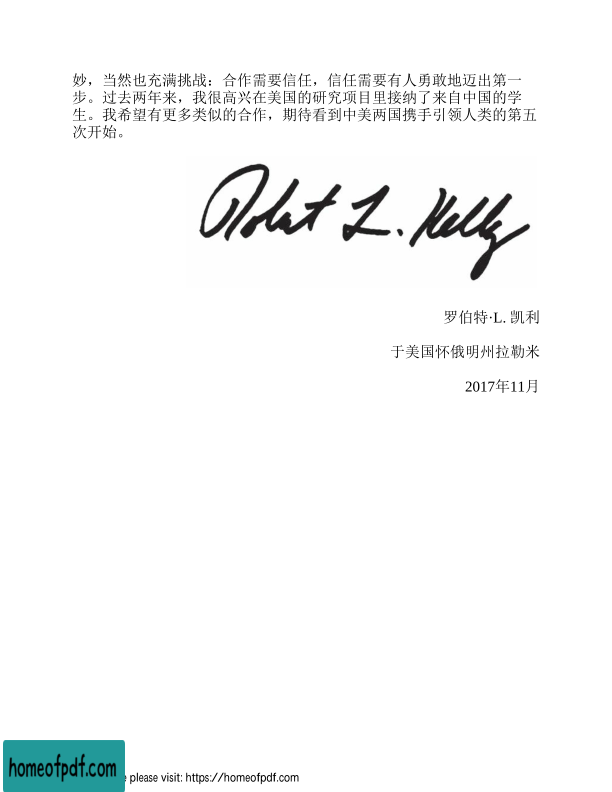 妙，当然也充满挑战：合作需要信任，信任需要有人勇敢地迈出第一
步。过去两年来，我很高兴在美国的研究项目里接纳了来自中国的学
生。我希望有更多类似的合作，期待看到中美两国携手引领人类的第五
次开始。
Robert L. Kelly
罗伯特·L. 凯利
于美国怀俄明州拉勒米
2017年11月
homeofpdf.com
please visit: https://homeofpdf.com